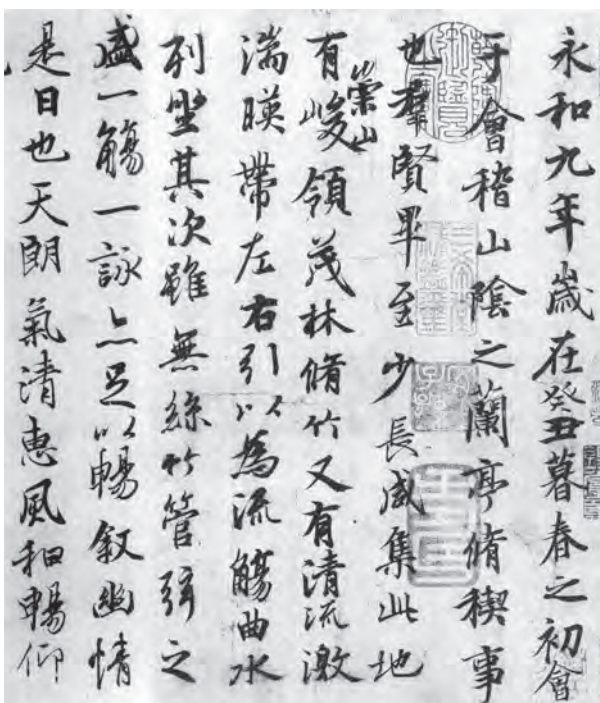 永和九年歲在癸丑暮春之初會
于會稽山陰之蘭亭脩稧事
也羣賢畢至少長咸集此地
有崇山峻領茂林脩竹又有清流激
湍暎帶左右引以為流觴曲水
列坐其次雖無絲竹管弦之
盛一觴一詠亦足以暢敘幽情
是日也天朗氣清惠風和暢仰